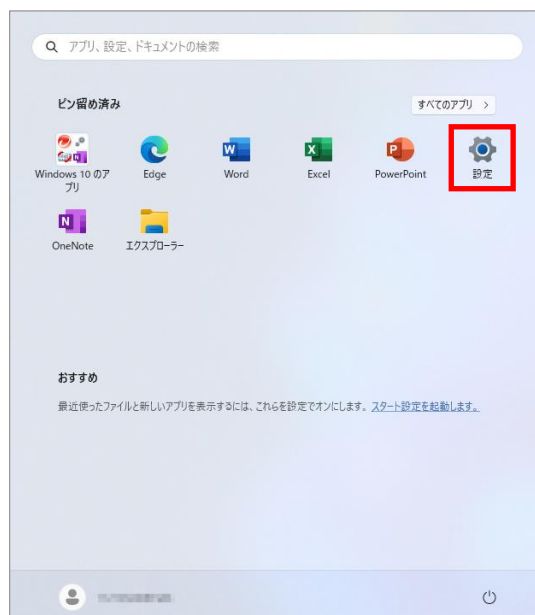 アプリ、設定、ドキュメントの検索
ピン留め済み
すべてのアプリ >
Windows 10 のア
プリ
Edge
Word
Excel
PowerPoint
設定
OneNote
エクスプローラー
おすすめ
最近使ったファイルと新しいアプリを表示するには、これらを設定でオンにします。 スタート設定を起動します。